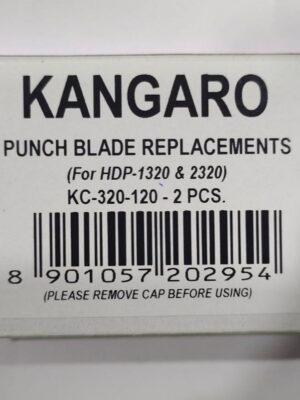 KANGARO
PUNCH BLADE REPLACEMENTS
(For HDP-1320 & 2320)
KC-320-120 - 2 PCS.
8 901057 202954
(PLEASE REMOVE CAP BEFORE USING)